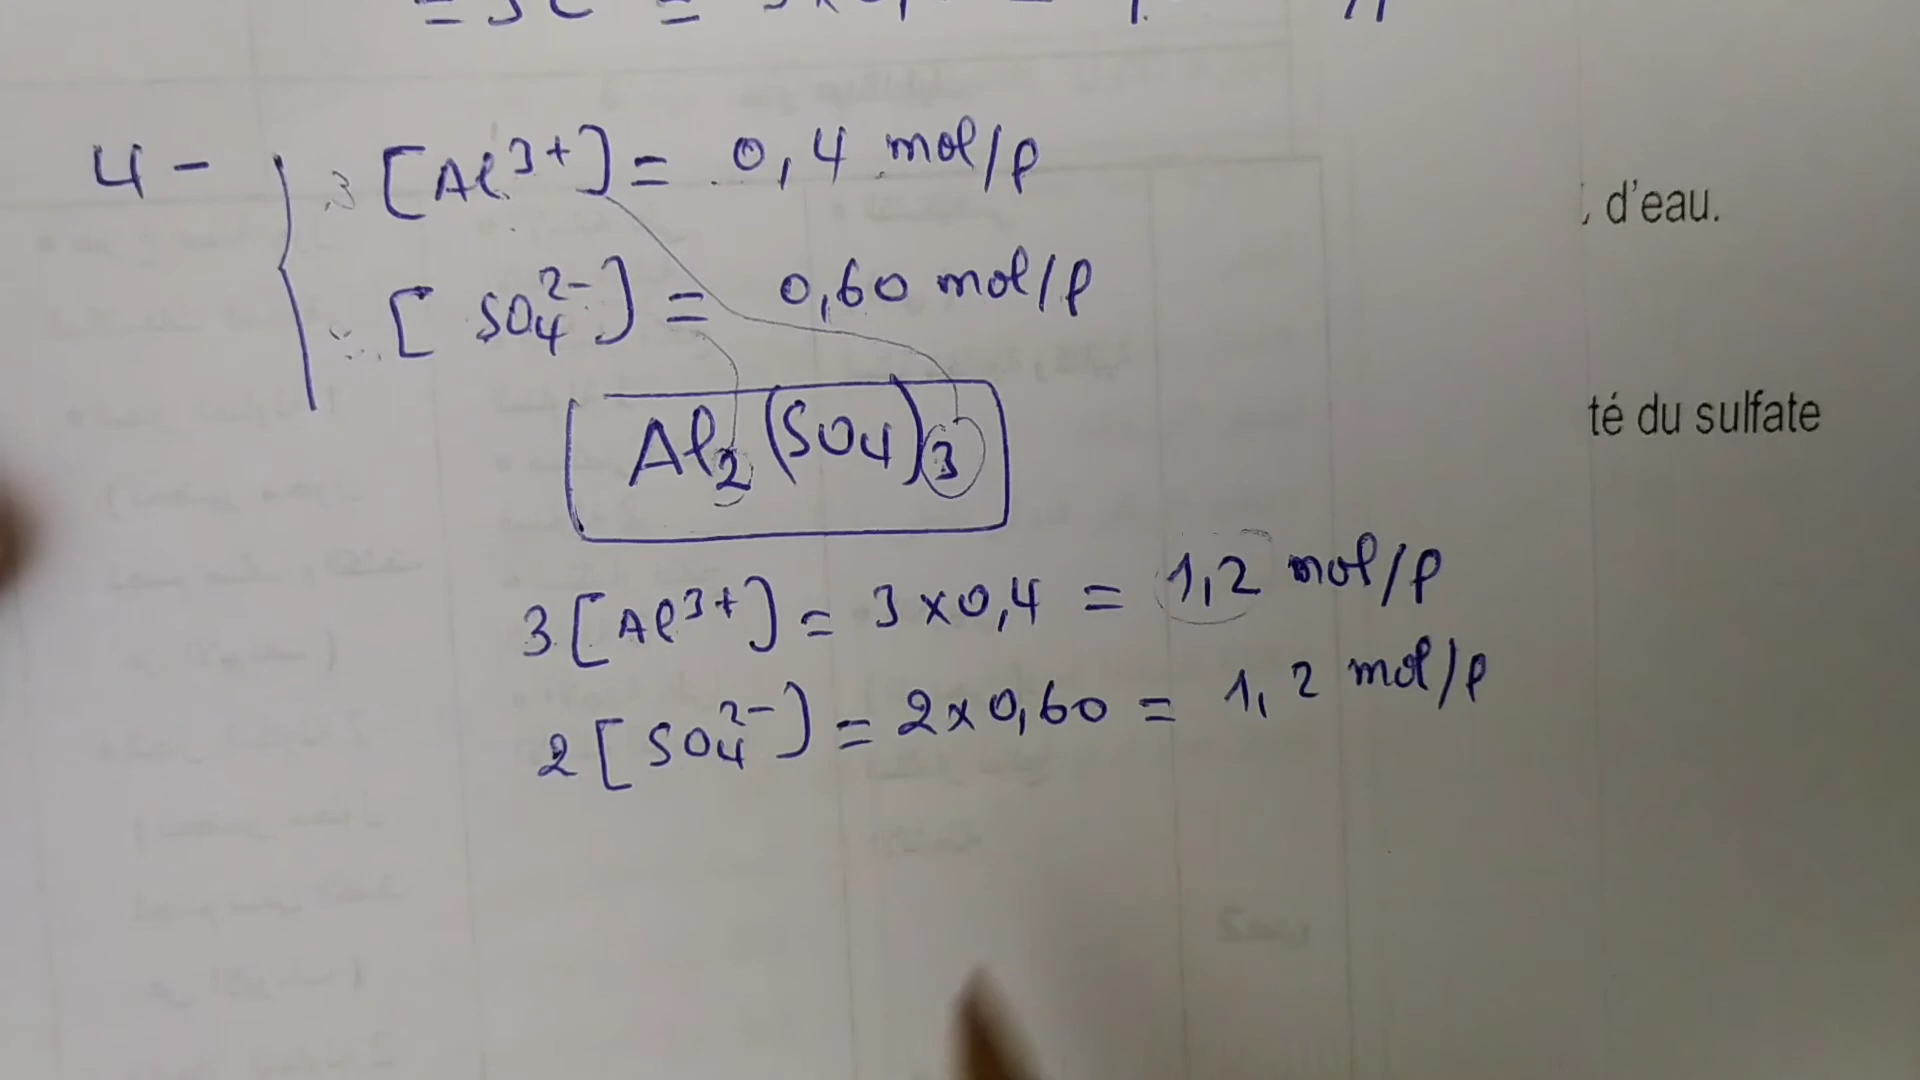 4 - [Al³⁺] = 0,4 mol/l
d'eau.
[SO₄²⁻] = 0,60 mol/l
Al₂(SO₄)₃
té du sulfate
3[Al³⁺] = 3 x 0,4 = 1,2 mol/l
2[SO₄²⁻] = 2 x 0,60 = 1,2 mol/l